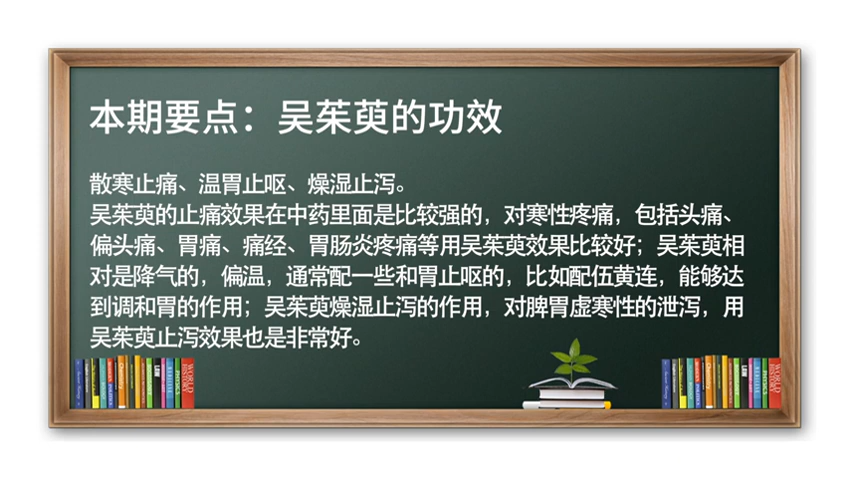 本期要点：吴茱萸的功效
散寒止痛、温胃止呕、燥湿止泻。
吴茱萸的止痛效果在中药里面是比较强的，对寒性疼痛，包括头痛、
偏头痛、胃痛、痛经、胃肠炎疼痛等用吴茱萸效果比较好；吴茱萸相
对是降气的，偏温，通常配一些和胃止呕的，比如配伍黄连，能够达
到调和胃的作用；吴茱萸燥湿止泻的作用，对脾胃虚寒性的泄泻，用
吴茱萸止泻效果也是非常好。
WORLD HISTORY